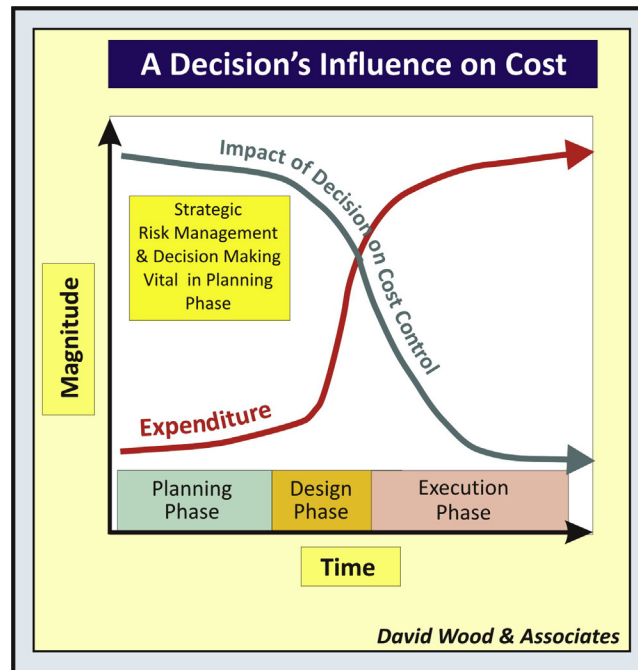 A Decision's Influence on Cost
Impact of Decision on Cost Control
Strategic
Risk Management
& Decision Making
Vital in Planning
Phase
Magnitude
Expenditure
Planning
Phase
Design
Phase
Execution
Phase
Time
David Wood & Associates